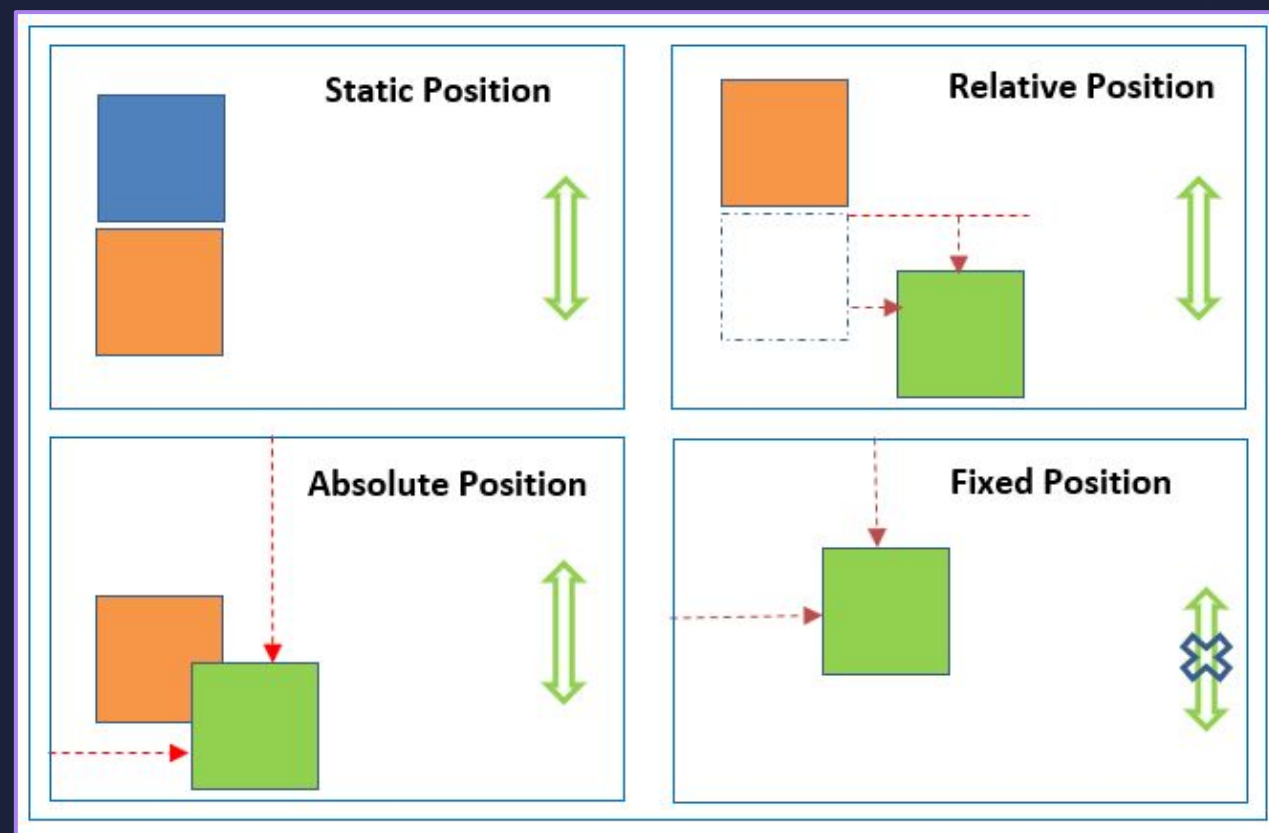 Static Position
Relative Position
Absolute Position
Fixed Position